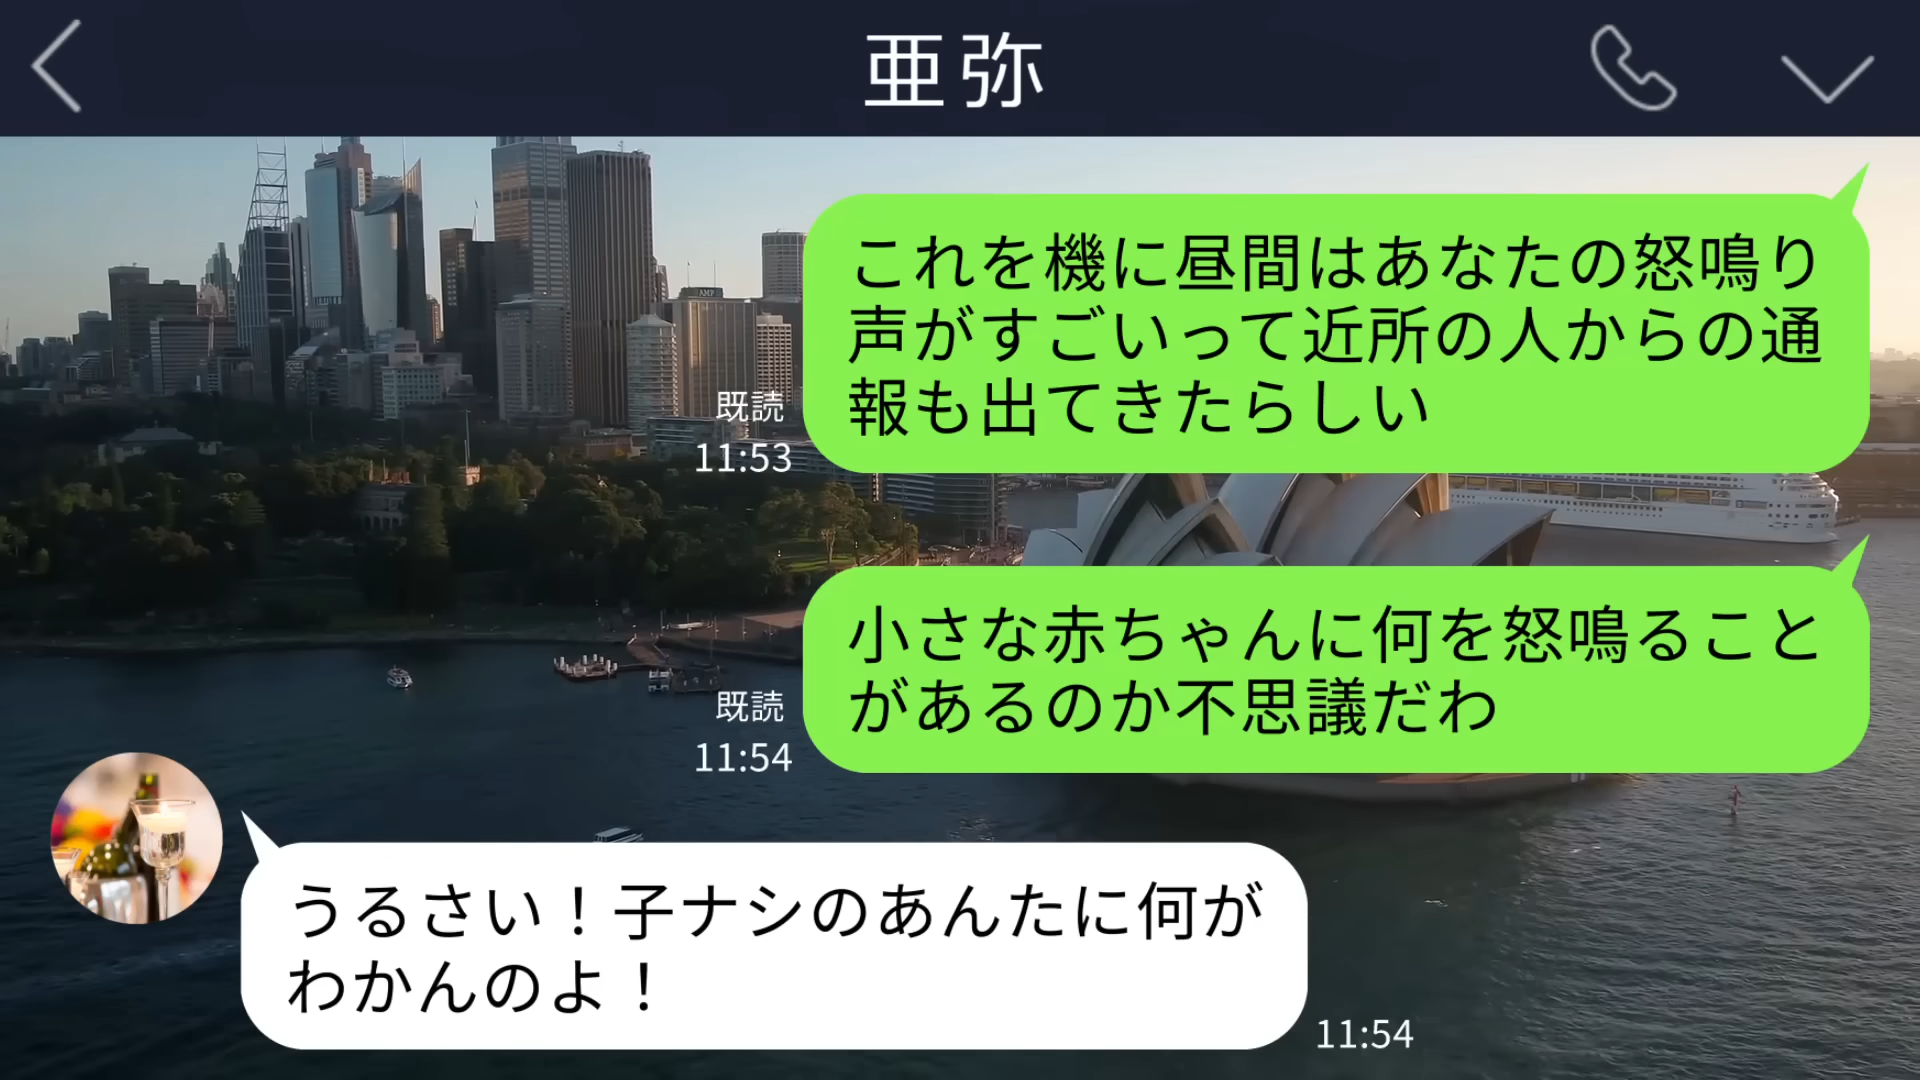 亜弥
これを機に昼間はあなたの怒鳴り
声がすごいって近所の人からの通
報も出てきたらしい
既読
11:53
小さな赤ちゃんに何を怒鳴ること
があるのか不思議だわ
既読
11:54
うるさい！子ナシのあんたに何が
わかんのよ！
11:54
AMP